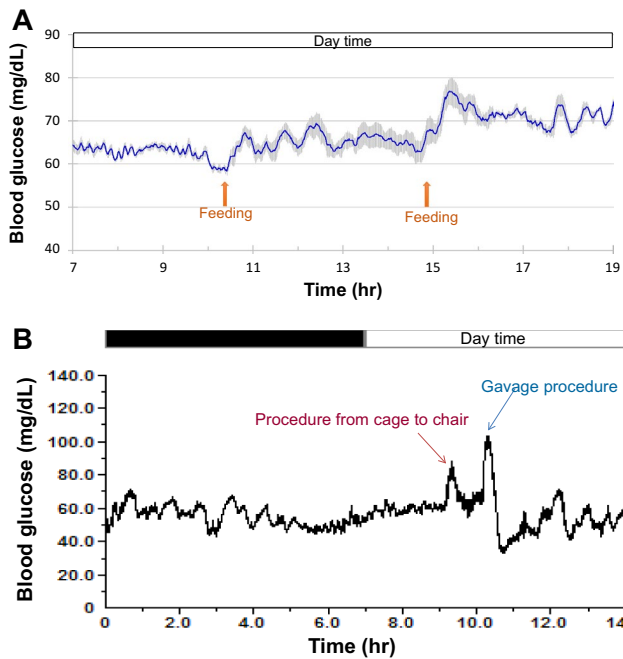 A
Day time
Blood glucose (mg/dL)
90
80
70
60
50
40
Feeding
Feeding
7
9
11
13
15
17
19
Time (hr)
B
Day time
Blood glucose (mg/dL)
140.0
120.0
100.0
80.0
60.0
40.0
20.0
0
Gavage procedure
Procedure from cage to chair
0
2.0
4.0
6.0
8.0
10.0
12.0
14
Time (hr)